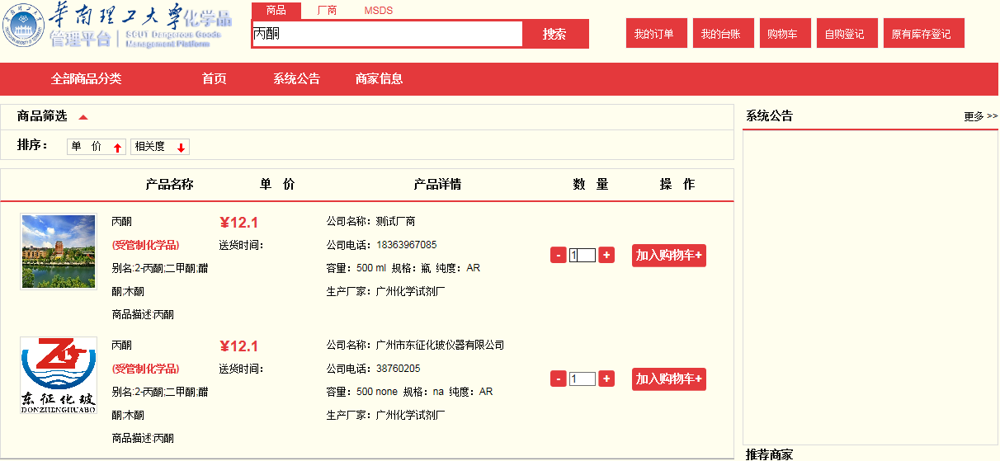 华南理工大学化学品
管理平台 | SCUT Dangerous Goods
Management Platform
商品 厂商 MSDS
丙酮 搜索
我的订单 我的台账 购物车 自购登记 原有库存登记
全部商品分类 首页 系统公告 商家信息
商品筛选
排序： 单 价 相关度
系统公告 更多 >>
产品名称 单 价 产品详情 数 量 操 作
丙酮 ¥12.1 公司名称：测试厂商
(受管制化学品) 送货时间： 公司电话：18363967085
- 1 + 加入购物车+
别名:2-丙酮;二甲酮;醋 容量：500 ml 规格：瓶 纯度：AR
酮;木酮 生产厂家：广州化学试剂厂
商品描述:丙酮
东征化玻
DONZHENGHUABO
丙酮 ¥12.1 公司名称：广州市东征化玻仪器有限公司
(受管制化学品) 送货时间： 公司电话：38760205
- 1 + 加入购物车+
别名:2-丙酮;二甲酮;醋 容量：500 none 规格：na 纯度：AR
酮;木酮 生产厂家：广州化学试剂厂
商品描述:丙酮
推荐商家